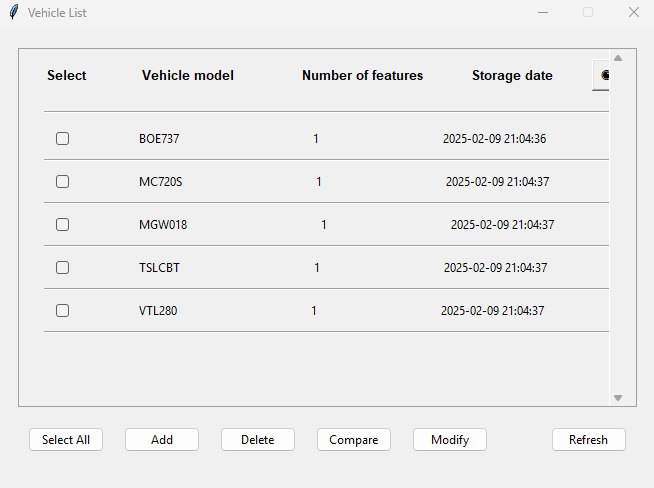 Vehicle List
Select Vehicle model Number of features Storage date
BOE737 1 2025-02-09 21:04:36
MC720S 1 2025-02-09 21:04:37
MGW018 1 2025-02-09 21:04:37
TSLCBT 1 2025-02-09 21:04:37
VTL280 1 2025-02-09 21:04:37
Select All Add Delete Compare Modify Refresh